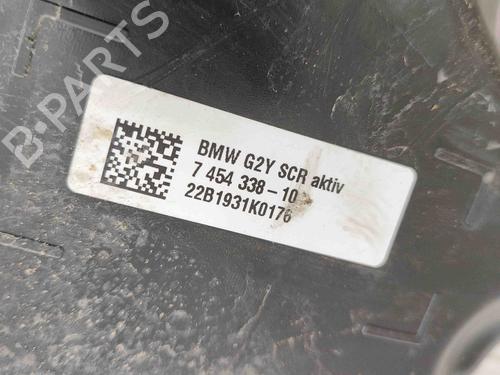 B-PARTS
BMW G2Y SCR aktiv
7 454 338-10
22B1931K0176